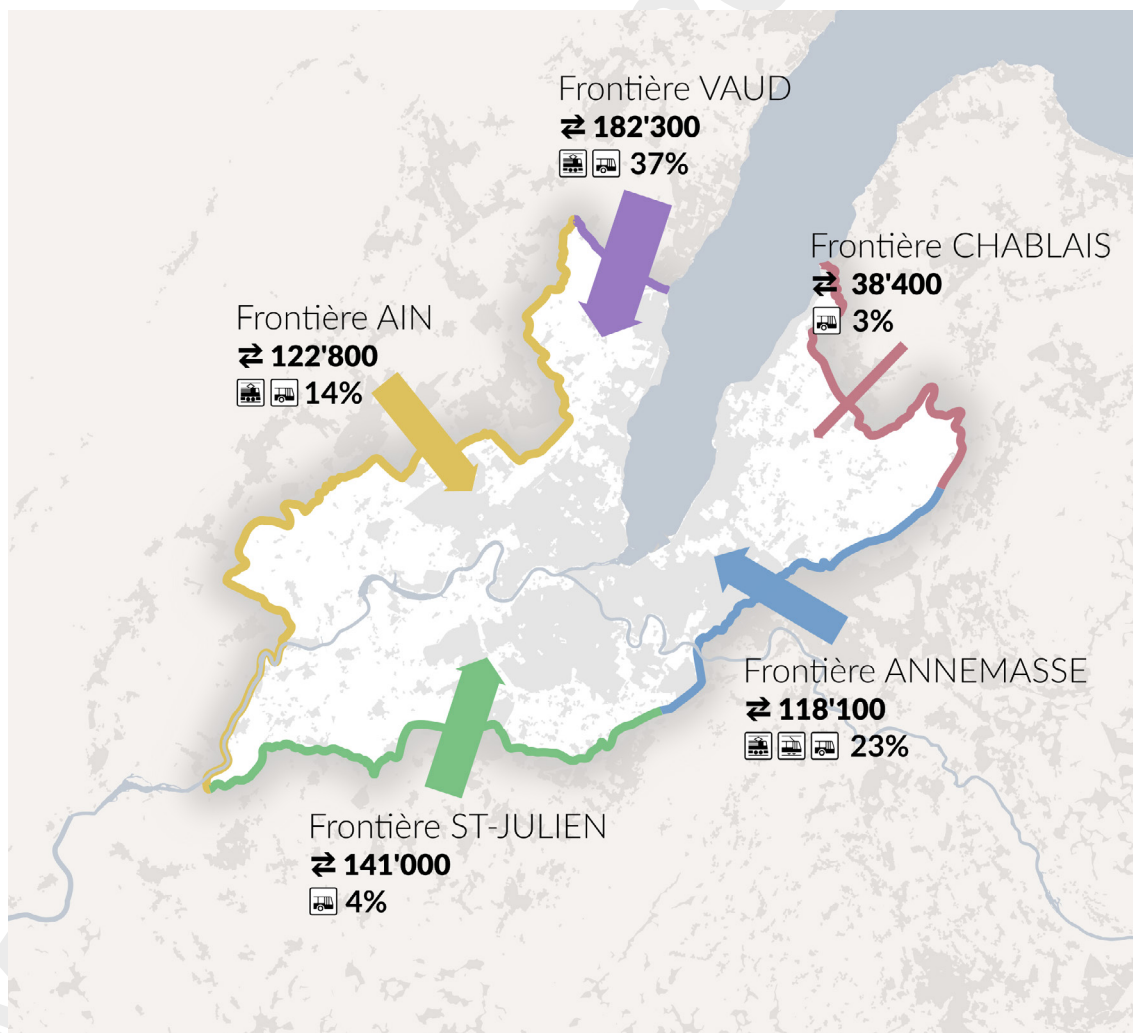 Frontière VAUD
⇄ 182'300
37%
Frontière CHABLAIS
⇄ 38'400
3%
Frontière AIN
⇄ 122'800
14%
Frontière ANNEMASSE
⇄ 118'100
23%
Frontière ST-JULIEN
⇄ 141'000
4%